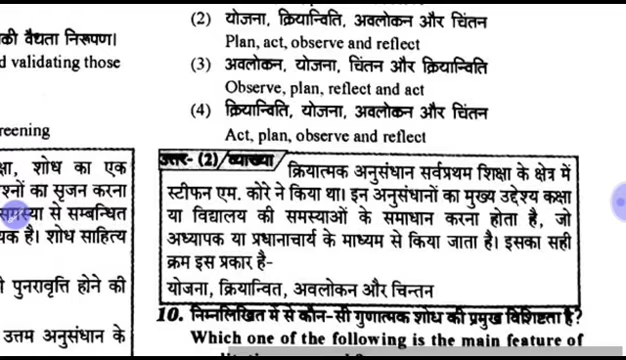 की वैधता निरूपण।
d validating those
reening
क्षा, शोध का एक
श्नों का सृजन करना
समस्या से सम्बन्धित
यक है। शोध साहित्य
पुनरावृत्ति होने की
उत्तम अनुसंधान के
(2) योजना, क्रियान्विति, अवलोकन और चिंतन
Plan, act, observe and reflect
(3) अवलोकन, योजना, चिंतन और क्रियान्विति
Observe, plan, reflect and act
(4) क्रियान्विति, योजना, अवलोकन और चिंतन
Act, plan, observe and reflect
उत्तर- (2)/व्याख्या/ क्रियात्मक अनुसंधान सर्वप्रथम शिक्षा के क्षेत्र में
स्टीफन एम. कोरे ने किया था। इन अनुसंधानों का मुख्य उद्देश्य कक्षा
या विद्यालय की समस्याओं के समाधान करना होता है, जो
अध्यापक या प्रधानाचार्य के माध्यम से किया जाता है। इसका सही
क्रम इस प्रकार है-
योजना, क्रियान्वित, अवलोकन और चिन्तन
10. निम्नलिखित में से कौन-सी गुणात्मक शोध की प्रमुख विशिष्टता है?
Which one of the following is the main feature of